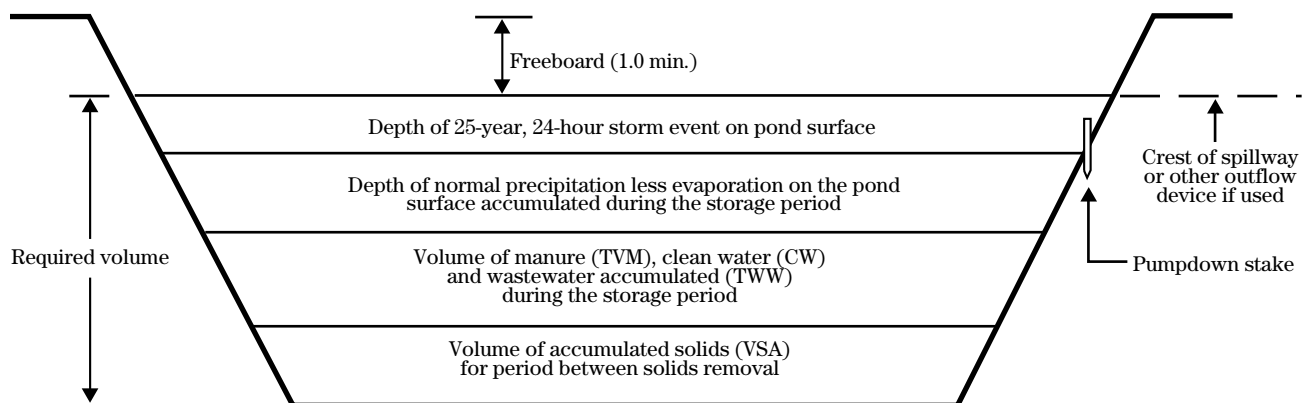 Freeboard (1.0 min.)
Depth of 25-year, 24-hour storm event on pond surface
Crest of spillway
or other outflow
device if used
Depth of normal precipitation less evaporation on the pond
surface accumulated during the storage period
Required volume
Volume of manure (TVM), clean water (CW)
and wastewater accumulated (TWW)
during the storage period
Pumpdown stake
Volume of accumulated solids (VSA)
for period between solids removal